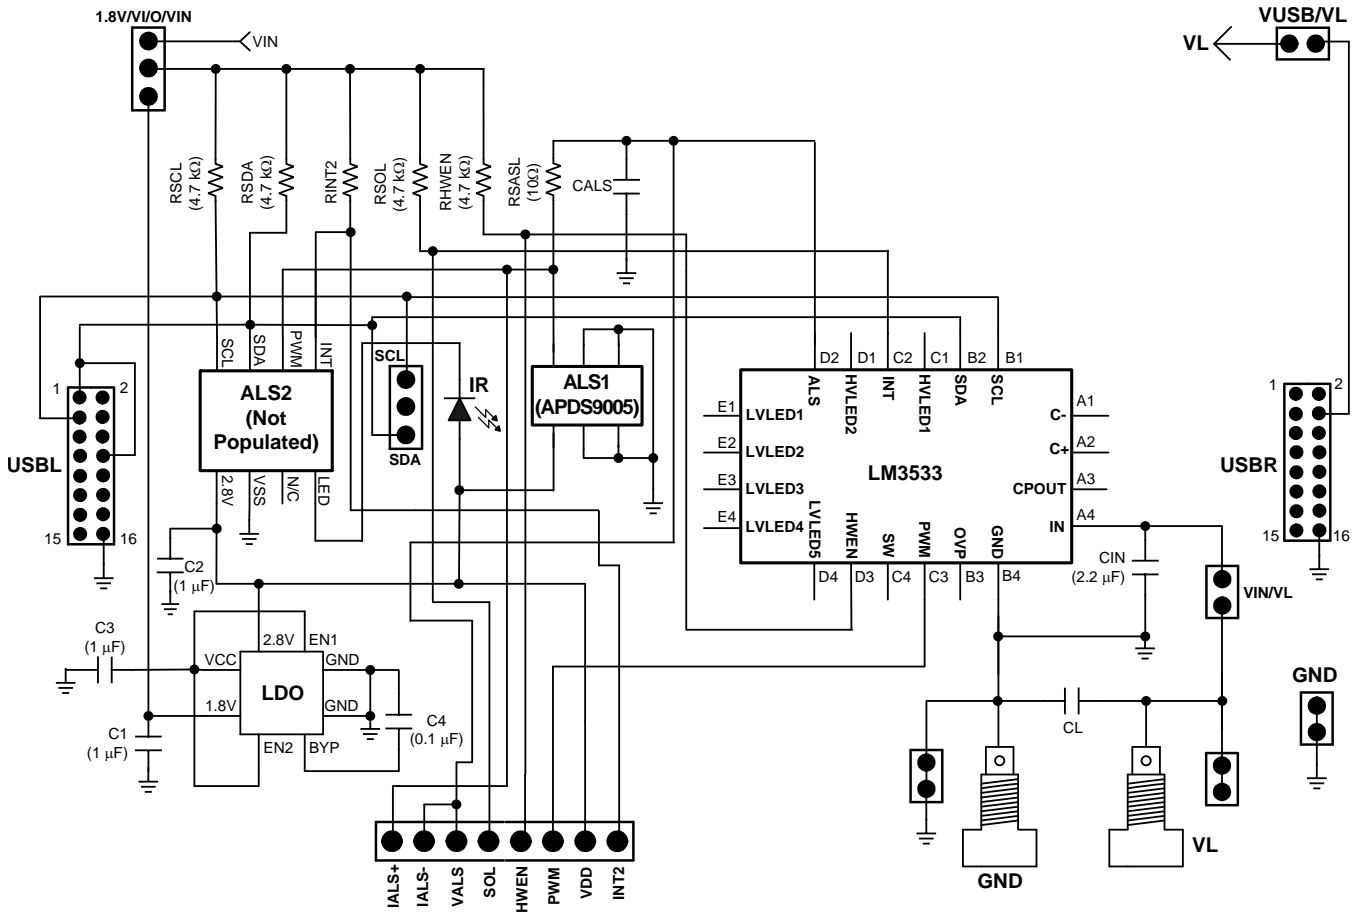 1.8V/VI/O/VIN
VIN
VUSB/VL
VL
RSCL
(4.7 kΩ)
RSDA
(4.7 kΩ)
RINT2
RSOL
(4.7 kΩ)
RHWEN
(4.7 kΩ)
RSASL
(10Ω)
CALS
SCL
SDA
PWM
INT
ALS2
(Not
Populated)
2.8V
VSS
N/C
LED
SCL
SDA
IR
ALS1
(APDS9005)
1
2
USBL
15
16
D2
D1
C2
C1
B2
B1
ALS
HVLED2
INT
HVLED1
SDA
SCL
E1
LVLED1
E2
LVLED2
E3
LVLED3
E4
LVLED4
LM3533
C-
A1
C+
A2
CPOUT
A3
IN
A4
LVLED5
HWEN
SW
PWM
OVP
GND
D4
D3
C4
C3
B3
B4
1
2
USBR
15
16
CIN
(2.2 µF)
VIN/VL
C2
(1 µF)
C3
(1 µF)
2.8V
EN1
VCC
GND
LDO
1.8V
GND
EN2
BYP
C1
(1 µF)
C4
(0.1 µF)
CL
GND
GND
VL
IALS+
IALS-
VALS
SOL
HWEN
PWM
VDD
INT2